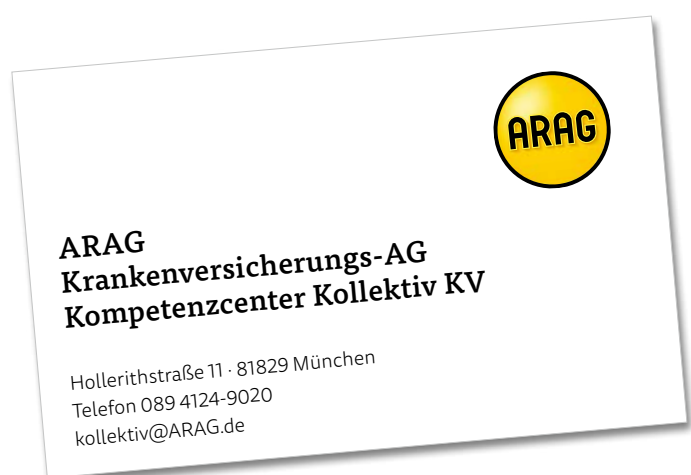 ARAG
ARAG
Krankenversicherungs-AG
Kompetenzcenter Kollektiv KV
Hollerithstraße 11 · 81829 München
Telefon 089 4124-9020
kollektiv@ARAG.de